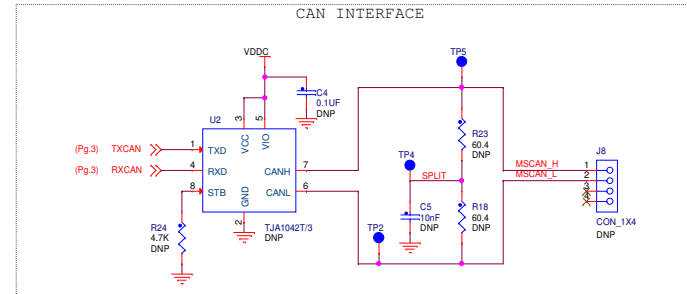 CAN INTERFACE
TP5
VDDC
C4
0.1UF
DNP
U2
3
5
VCC
VIO
(Pg.3) TXCAN
1
TXD
(Pg.3) RXCAN
4
RXD
8
STB
GND
2
CANH
7
CANL
6
TJA1042T/3
DNP
R24
4.7K
DNP
R23
60.4
DNP
TP4
SPLIT
C5
10nF
DNP
R18
60.4
DNP
TP2
J8
MSCAN_H
1
MSCAN_L
2
3
4
CON_1X4
DNP